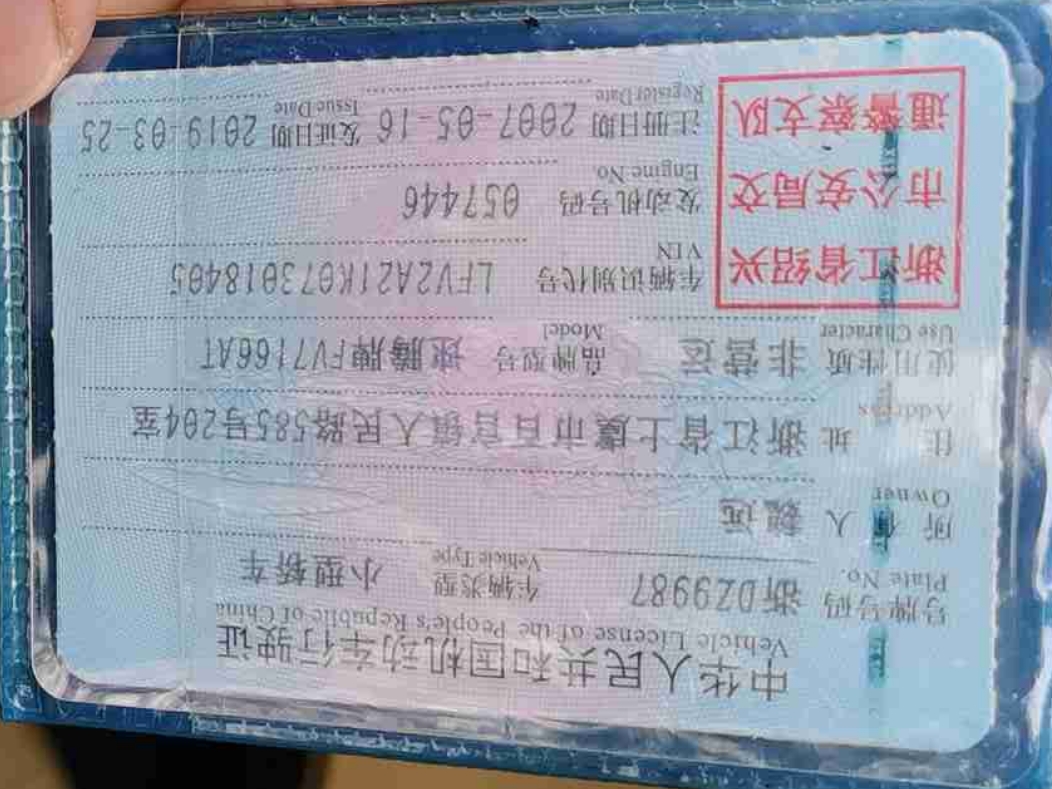 中华人民共和国机动车行驶证
Vehicle License of the People's Republic of China
号牌号码 浙DZ9987 车辆类型 小型轿车
Plate No. Vehicle Type
所有人 魏远
Owner
住址 浙江省上虞市百官镇人民路585号204室
Address
使用性质 非营运 品牌型号 速腾牌FV7166AT
Use Character Model
浙江省绍兴
市公安局交
通警察支队
车辆识别代号 LFV2A21K073018405
VIN
发动机号码 057446
Engine No
注册日期 2007-05-16 发证日期 2019-03-25
Register Date Issue Date